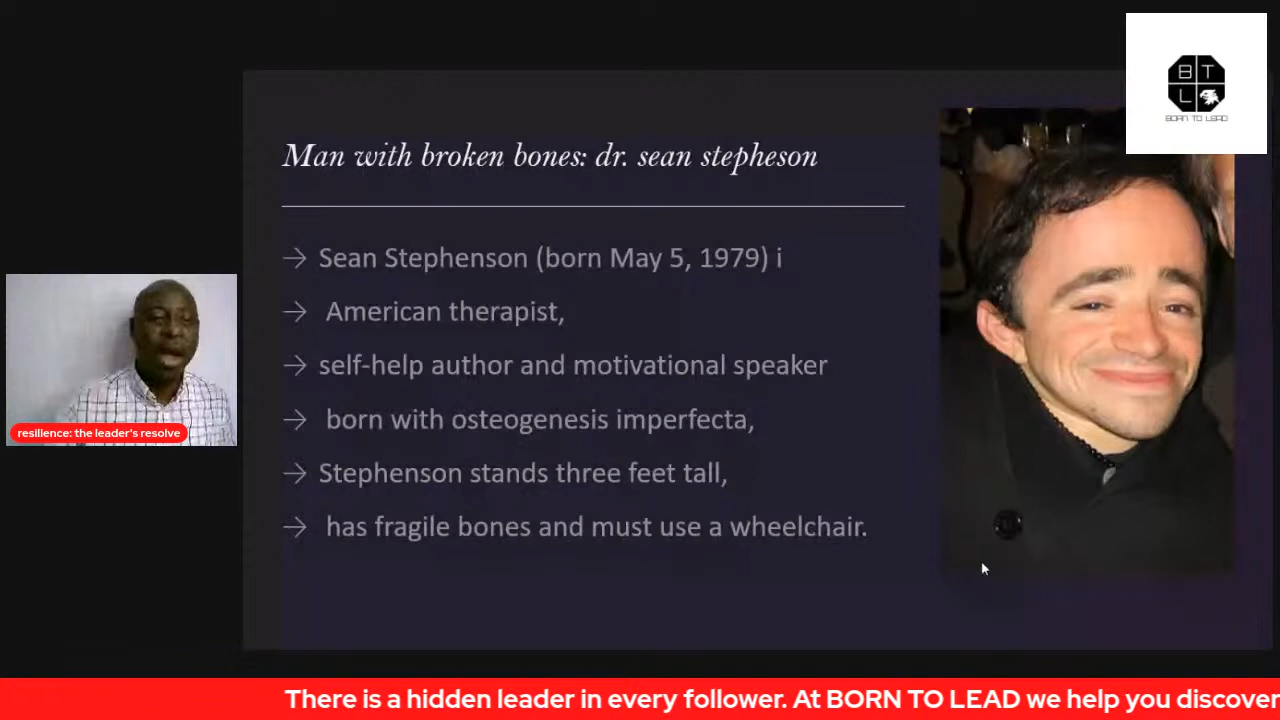 B T
L
BORN TO LEAD
Man with broken bones: dr. sean stepheson
→ Sean Stephenson (born May 5, 1979) i
→ American therapist,
→ self-help author and motivational speaker
→ born with osteogenesis imperfecta,
→ Stephenson stands three feet tall,
→ has fragile bones and must use a wheelchair.
resilience: the leader's resolve
There is a hidden leader in every follower. At BORN TO LEAD we help you discover